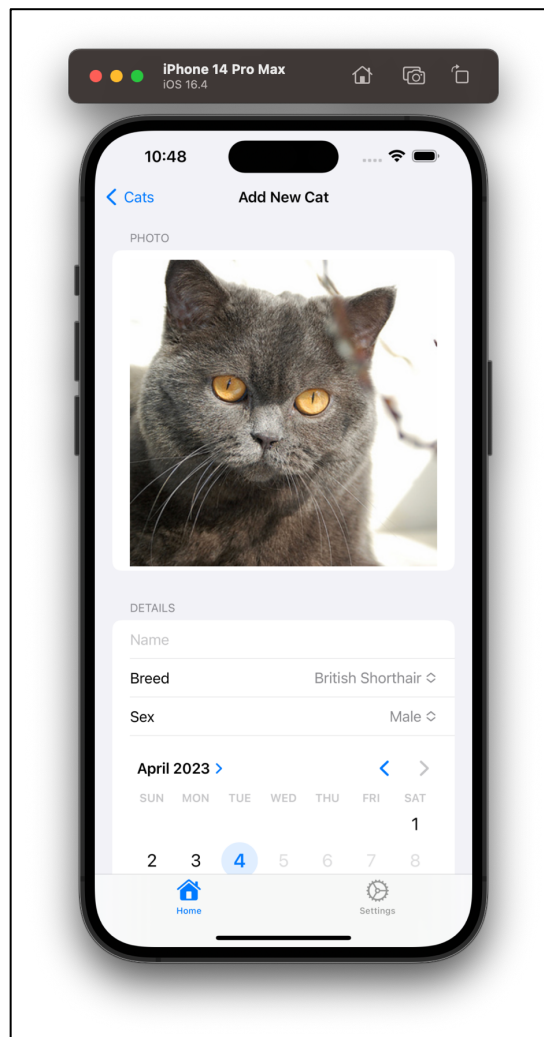 iPhone 14 Pro Max
iOS 16.4
10:48
Cats Add New Cat
PHOTO
DETAILS
Name
Breed British Shorthair
Sex Male
April 2023
SUN MON TUE WED THU FRI SAT
1
2 3 4 5 6 7 8
Home Settings